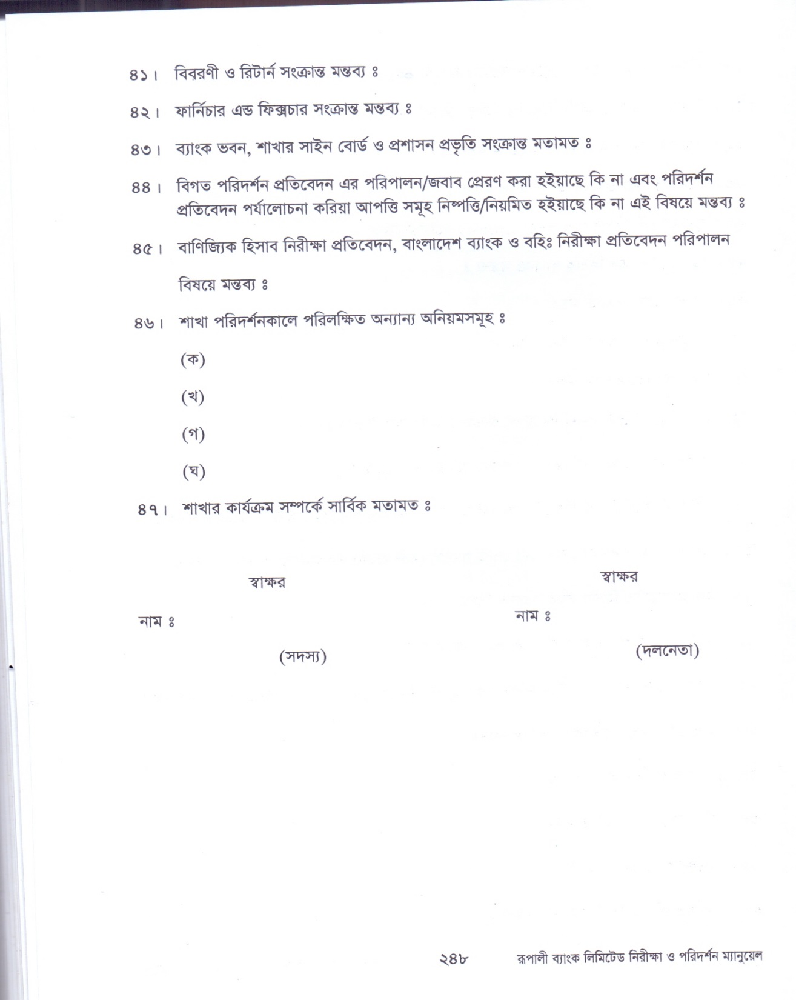 ৪১। বিবরণী ও রিটার্ন সংক্রান্ত মন্তব্য ঃ
৪২। ফার্নিচার এন্ড ফিক্সচার সংক্রান্ত মন্তব্য ঃ
৪৩। ব্যাংক ভবন, শাখার সাইন বোর্ড ও প্রশাসন প্রভৃতি সংক্রান্ত মতামত ঃ
৪৪। বিগত পরিদর্শন প্রতিবেদন এর পরিপালন/জবাব প্রেরণ করা হইয়াছে কি না এবং পরিদর্শন
প্রতিবেদন পর্যালোচনা করিয়া আপত্তি সমূহ নিষ্পত্তি/নিয়মিত হইয়াছে কি না এই বিষয়ে মন্তব্য ঃ
৪৫। বাণিজ্যিক হিসাব নিরীক্ষা প্রতিবেদন, বাংলাদেশ ব্যাংক ও বহিঃ নিরীক্ষা প্রতিবেদন পরিপালন
বিষয়ে মন্তব্য ঃ
৪৬। শাখা পরিদর্শনকালে পরিলক্ষিত অন্যান্য অনিয়মসমূহ ঃ
(ক)
(খ)
(গ)
(ঘ)
৪৭। শাখার কার্যক্রম সম্পর্কে সার্বিক মতামত ঃ
স্বাক্ষর স্বাক্ষর
নাম ঃ নাম ঃ
(সদস্য) (দলনেতা)
২৪৮ রূপালী ব্যাংক লিমিটেড নিরীক্ষা ও পরিদর্শন ম্যানুয়েল